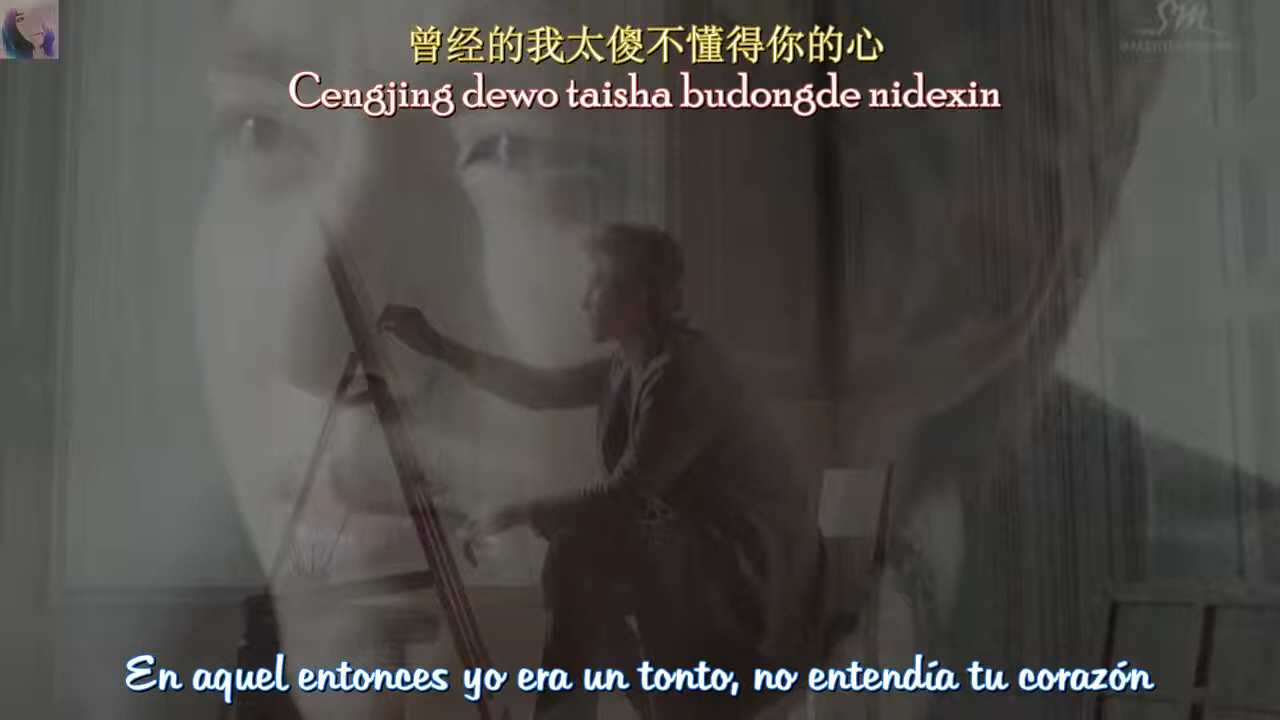 曾经的我太傻不懂得你的心
Cengjing dewo taisha budongde nidexin
En aquel entonces yo era un tonto, no entendía tu corazón